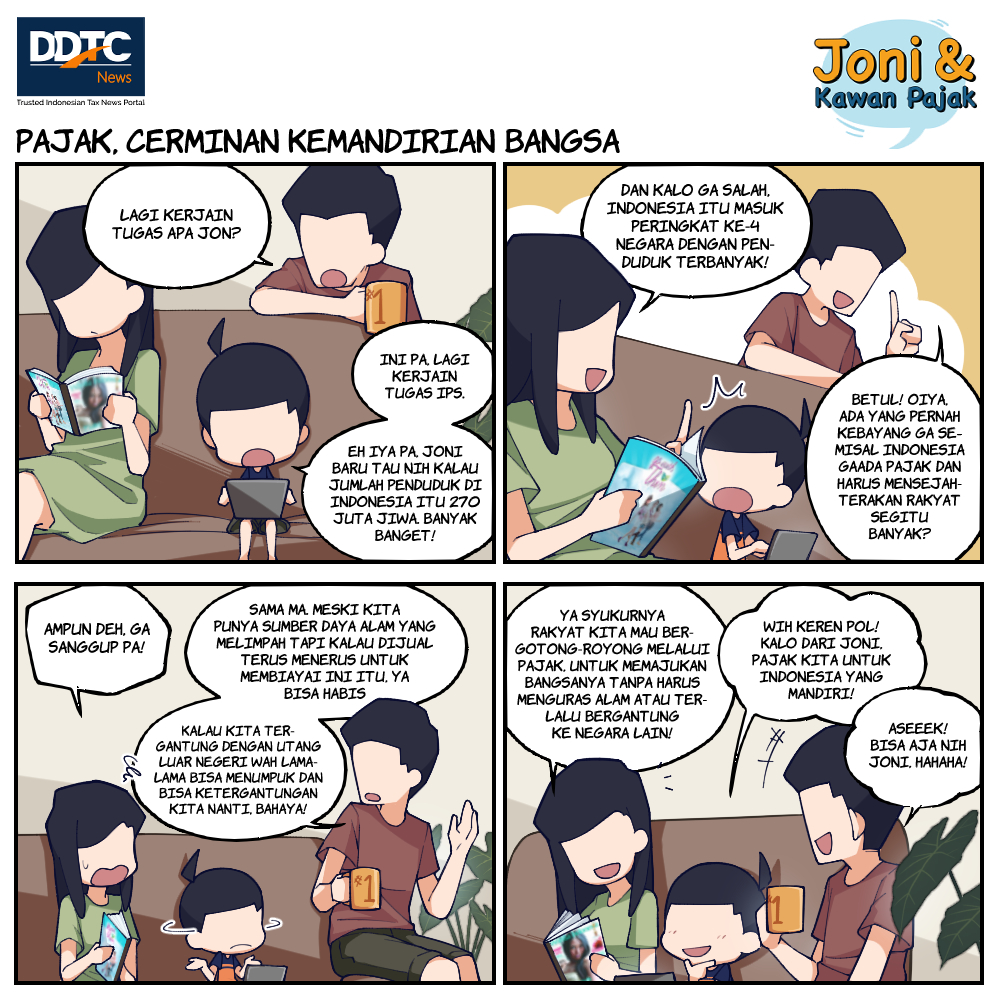 DDTC
News
Trusted Indonesian Tax News Portal
Joni &
Kawan Pajak
PAJAK, CERMINAN KEMANDIRIAN BANGSA
LAGI KERJAIN
TUGAS APA JON?
#1
INI PA, LAGI
KERJAIN
TUGAS IPS.
EH IYA PA, JONI
BARU TAU NIH KALAU
JUMLAH PENDUDUK DI
INDONESIA ITU 270
JUTA JIWA. BANYAK
BANGET!
DAN KALO GA SALAH,
INDONESIA ITU MASUK
PERINGKAT KE-4
NEGARA DENGAN PEN-
DUDUK TERBANYAK!
BETUL! OIYA,
ADA YANG PERNAH
KEBAYANG GA SE-
MISAL INDONESIA
GAADA PAJAK DAN
HARUS MENSEJAH-
TERAKAN RAKYAT
SEGITU
BANYAK?
AMPUN DEH, GA
SANGGUP PA!
SAMA MA. MESKI KITA
PUNYA SUMBER DAYA ALAM YANG
MELIMPAH TAPI KALAU DIJUAL
TERUS MENERUS UNTUK
MEMBIAYAI INI ITU, YA
BISA HABIS
KALAU KITA TER-
GANTUNG DENGAN UTANG
LUAR NEGERI WAH LAMA-
LAMA BISA MENUMPUK DAN
BISA KETERGANTUNGAN
KITA NANTI, BAHAYA!
#1
YA SYUKURNYA
RAKYAT KITA MAU BER-
GOTONG-ROYONG MELALUI
PAJAK, UNTUK MEMAJUKAN
BANGSANYA TANPA HARUS
MENGURAS ALAM ATAU TER-
LALU BERGANTUNG
KE NEGARA LAIN!
WIH KEREN POL!
KALO DARI JONI,
PAJAK KITA UNTUK
INDONESIA YANG
MANDIRI!
ASEEEK!
BISA AJA NIH
JONI, HAHAHA!
1